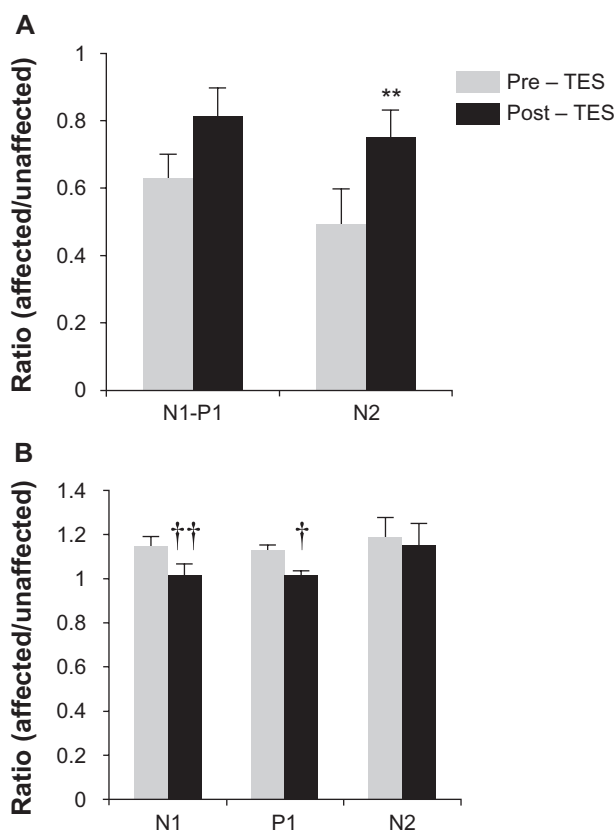 A
Ratio (affected/unaffected)
1
0.8
0.6
0.4
0.2
0
**
N1-P1
N2
Pre – TES
Post – TES
B
Ratio (affected/unaffected)
1.4
1.2
1
0.8
0.6
0.4
0.2
0
††
†
N1
P1
N2